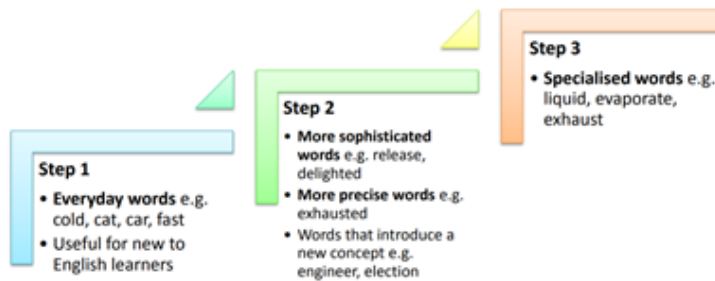 Step 1
• Everyday words e.g.
cold, cat, car, fast
• Useful for new to
English learners
Step 2
• More sophisticated
words e.g. release,
delighted
• More precise words e.g.
exhausted
• Words that introduce a
new concept e.g.
engineer, election
Step 3
• Specialised words e.g.
liquid, evaporate,
exhaust